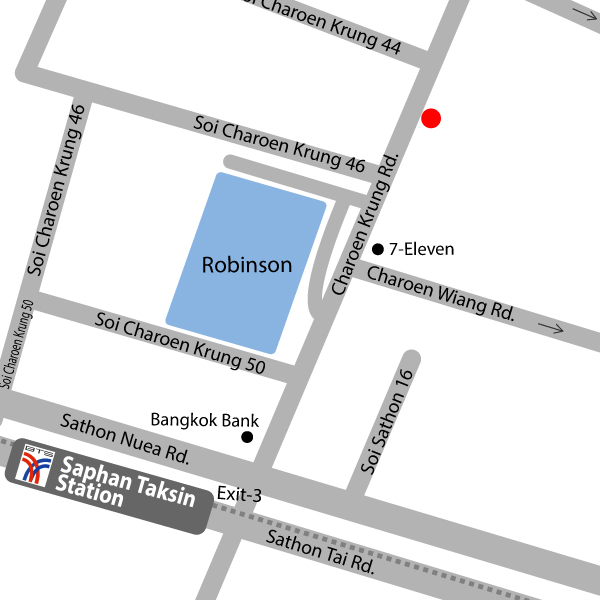 Soi Charoen Krung 44
Soi Charoen Krung 46
Soi Charoen Krung 46
Charoen Krung Rd.
7-Eleven
Robinson
Charoen Wiang Rd.
Soi Charoen Krung 50
Soi Charoen Krung 50
Soi Sathon 16
Bangkok Bank
Sathon Nuea Rd.
BTS
Saphan Taksin
Station
Exit-3
Sathon Tai Rd.